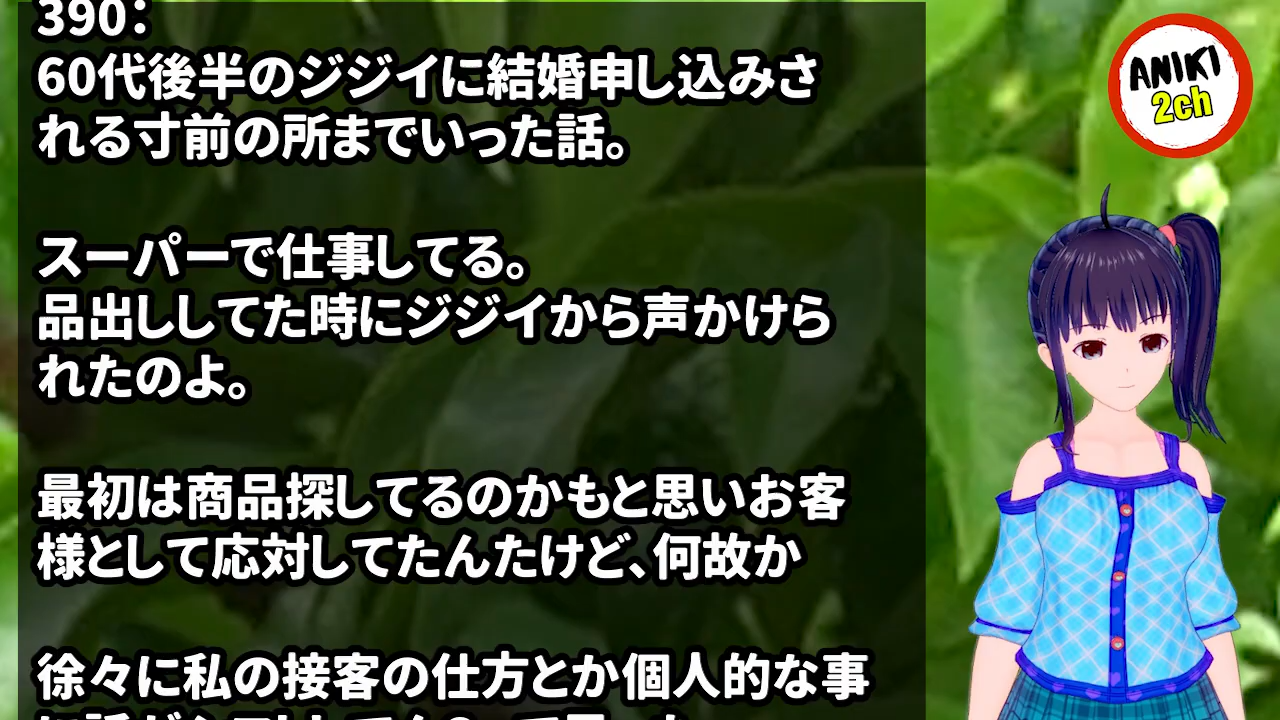 390：
60代後半のジジイに結婚申し込みさ
れる寸前の所までいった話。
スーパーで仕事してる。
品出ししてた時にジジイから声かけら
れたのよ。
最初は商品探してるのかもと思いお客
様として応対してたんたけど、何故か
徐々に私の接客の仕方とか個人的な事
ANIKI
2ch